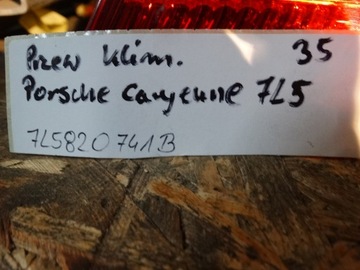 Przew klim. 35
Porsche Cayenne 7L5
7L5820741B